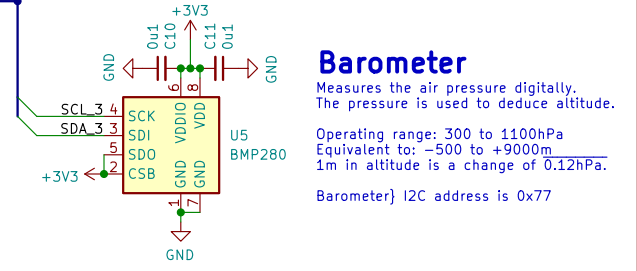 +3V3
0u1
C10
C11
0u1
GND
GND
6
8
SCL_3 4 SCK
SDA_3 3 SDI
5 SDO
+3V3 2 CSB
VDDIO
VDD
GND
GND
U5
BMP280
1
7
GND
Barometer
Measures the air pressure digitally.
The pressure is used to deduce altitude.
Operating range: 300 to 1100hPa
Equivalent to: -500 to +9000m
1m in altitude is a change of 0.12hPa.
Barometer} I2C address is 0x77